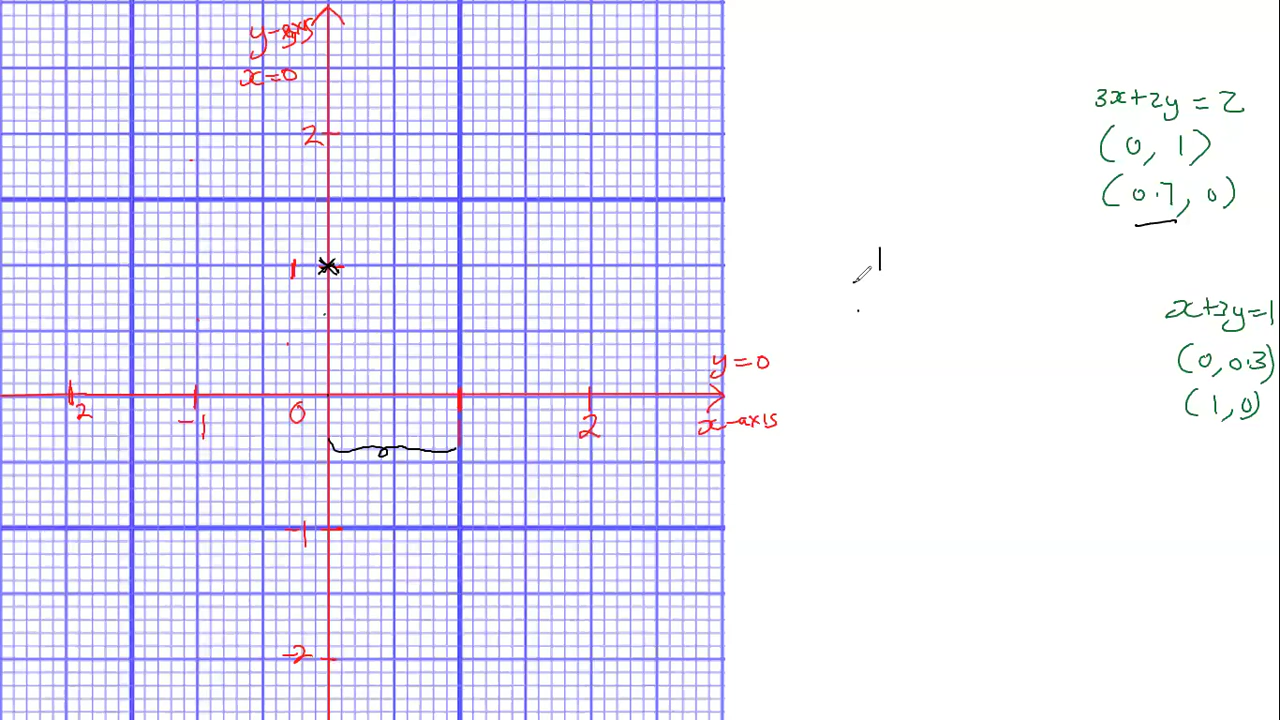 y-axis
x=0
2
1
y=0
-2
-1
0
2
x-axis
-1
-2
3x+2y=2
(0, 1)
(0.7, 0)
1
x+3y=1
(0, 0.3)
(1, 0)